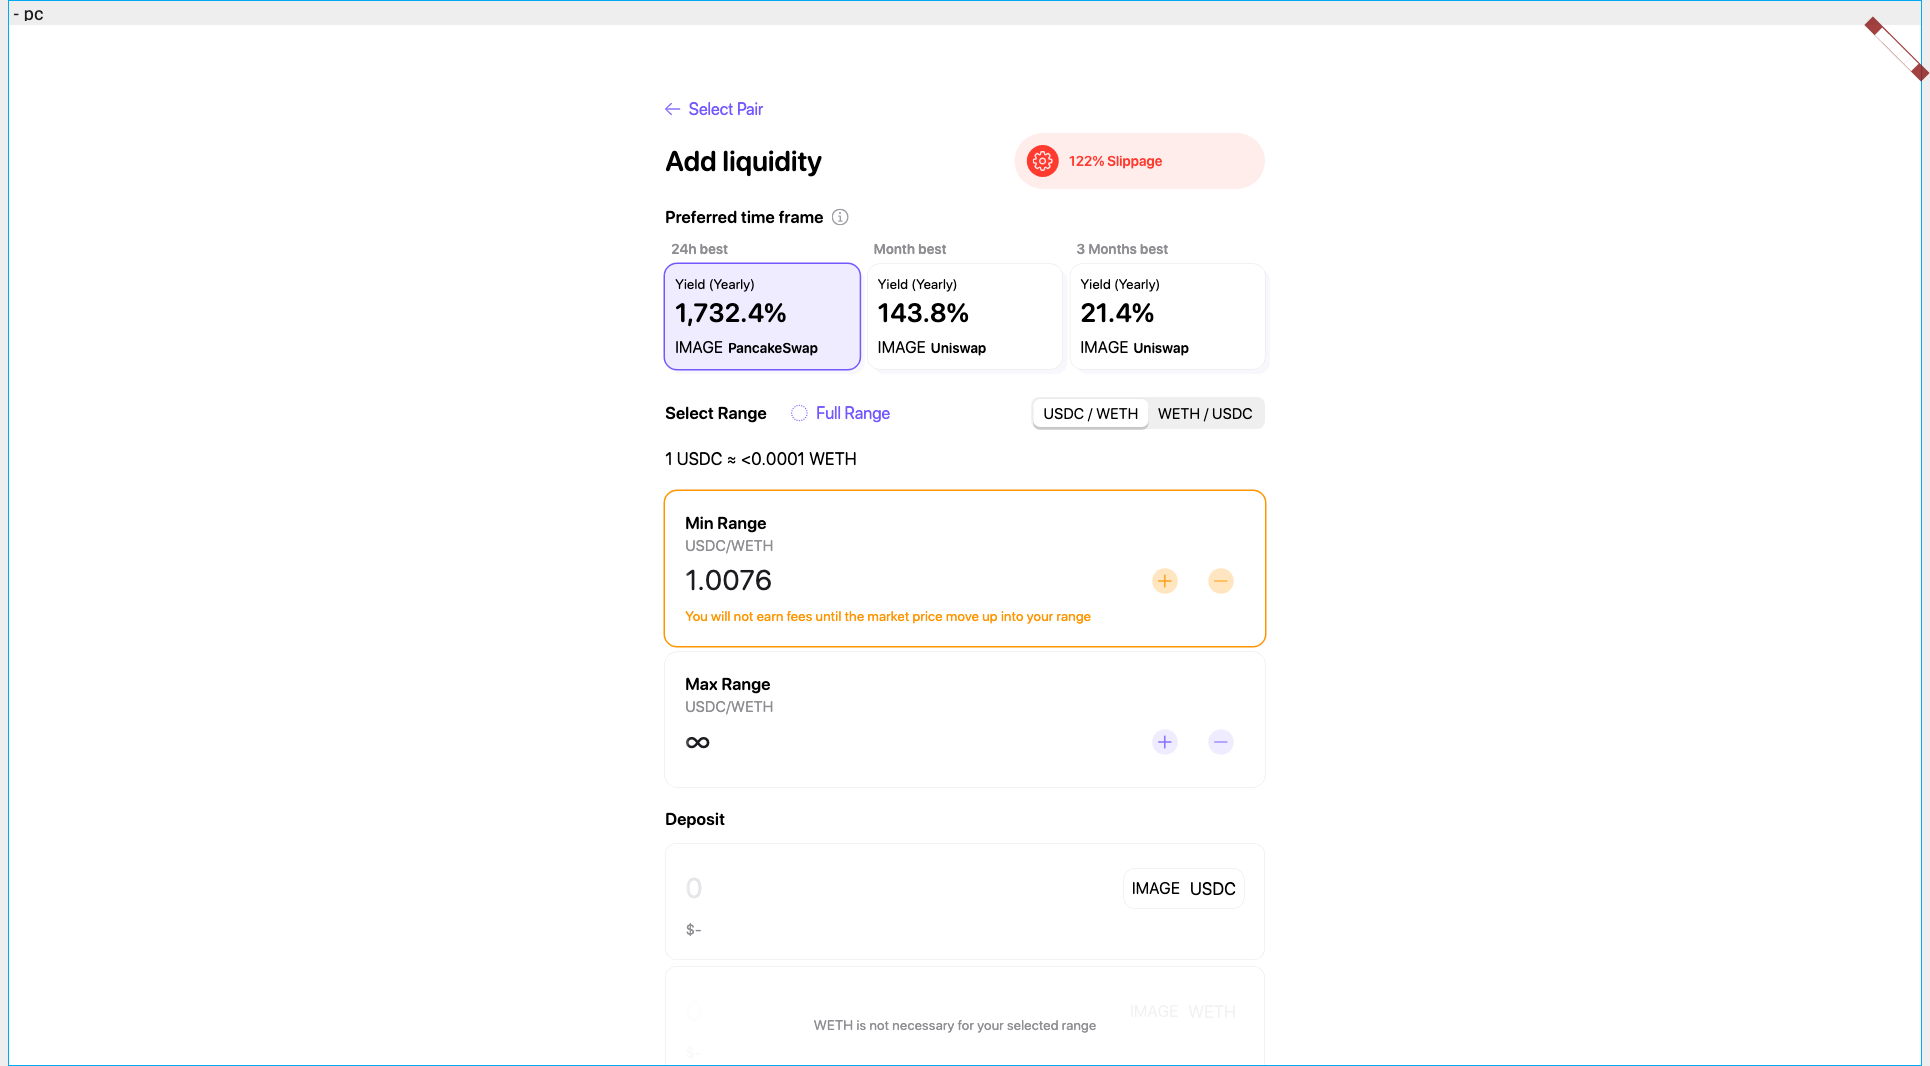 - pc
Select Pair
Add liquidity
122% Slippage
Preferred time frame
24h best
Month best
3 Months best
Yield (Yearly)
1,732.4%
IMAGE PancakeSwap
Yield (Yearly)
143.8%
IMAGE Uniswap
Yield (Yearly)
21.4%
IMAGE Uniswap
Select Range
Full Range
USDC / WETH
WETH / USDC
1 USDC ≈ <0.0001 WETH
Min Range
USDC/WETH
1.0076
You will not earn fees until the market price move up into your range
Max Range
USDC/WETH
∞
Deposit
0
IMAGE USDC
$-
0
IMAGE WETH
WETH is not necessary for your selected range
$-